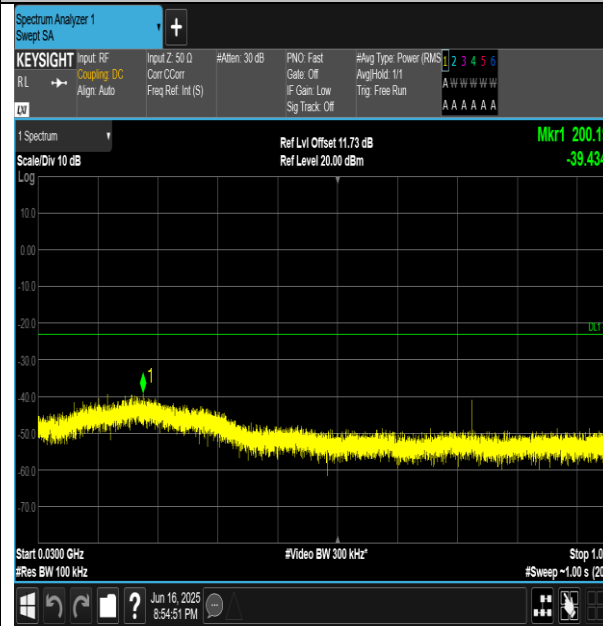 Spectrum Analyzer 1
Swept SA
+
KEYSIGHT
RL
LXI
Input: RF
Coupling: DC
Align: Auto
Input Z: 50 Ω
Corr CCorr
Freq Ref: Int (S)
#Atten: 30 dB
PNO: Fast
Gate: Off
IF Gain: Low
Sig Track: Off
#Avg Type: Power (RMS
Avg|Hold: 1/1
Trig: Free Run
1 2 3 4 5 6
A W W W W W
A A A A A A
1 Spectrum
Scale/Div 10 dB
Log
Ref Lvl Offset 11.73 dB
Ref Level 20.00 dBm
Mkr1 200.1
-39.434
10.0
0.00
-10.0
-20.0
DL1
-30.0
1
-40.0
-50.0
-60.0
-70.0
Start 0.0300 GHz
#Res BW 100 kHz
#Video BW 300 kHz*
Stop 1.0
#Sweep ~1.00 s (20
?
Jun 16, 2025
8:54:51 PM